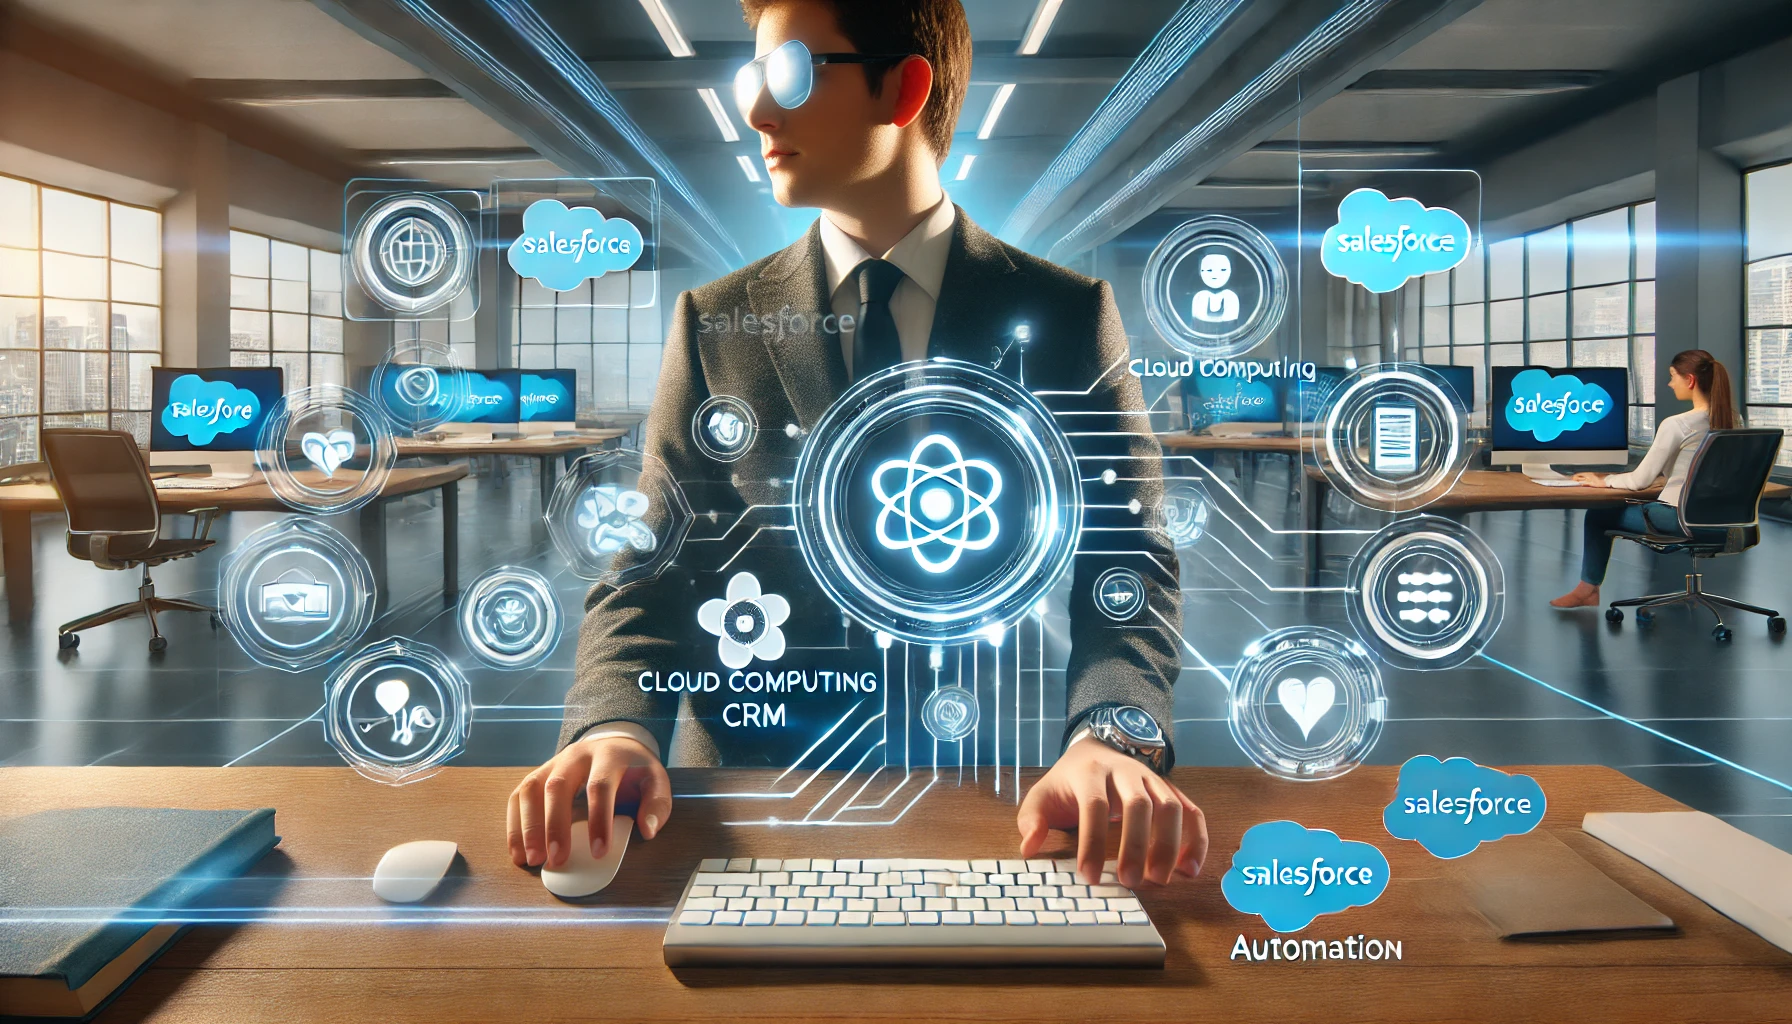 salesforce
salesforce
salesforce
Cloud Computing
salesforce
CLOUD COMPUTING
CRM
salesforce
salesforce
Automation